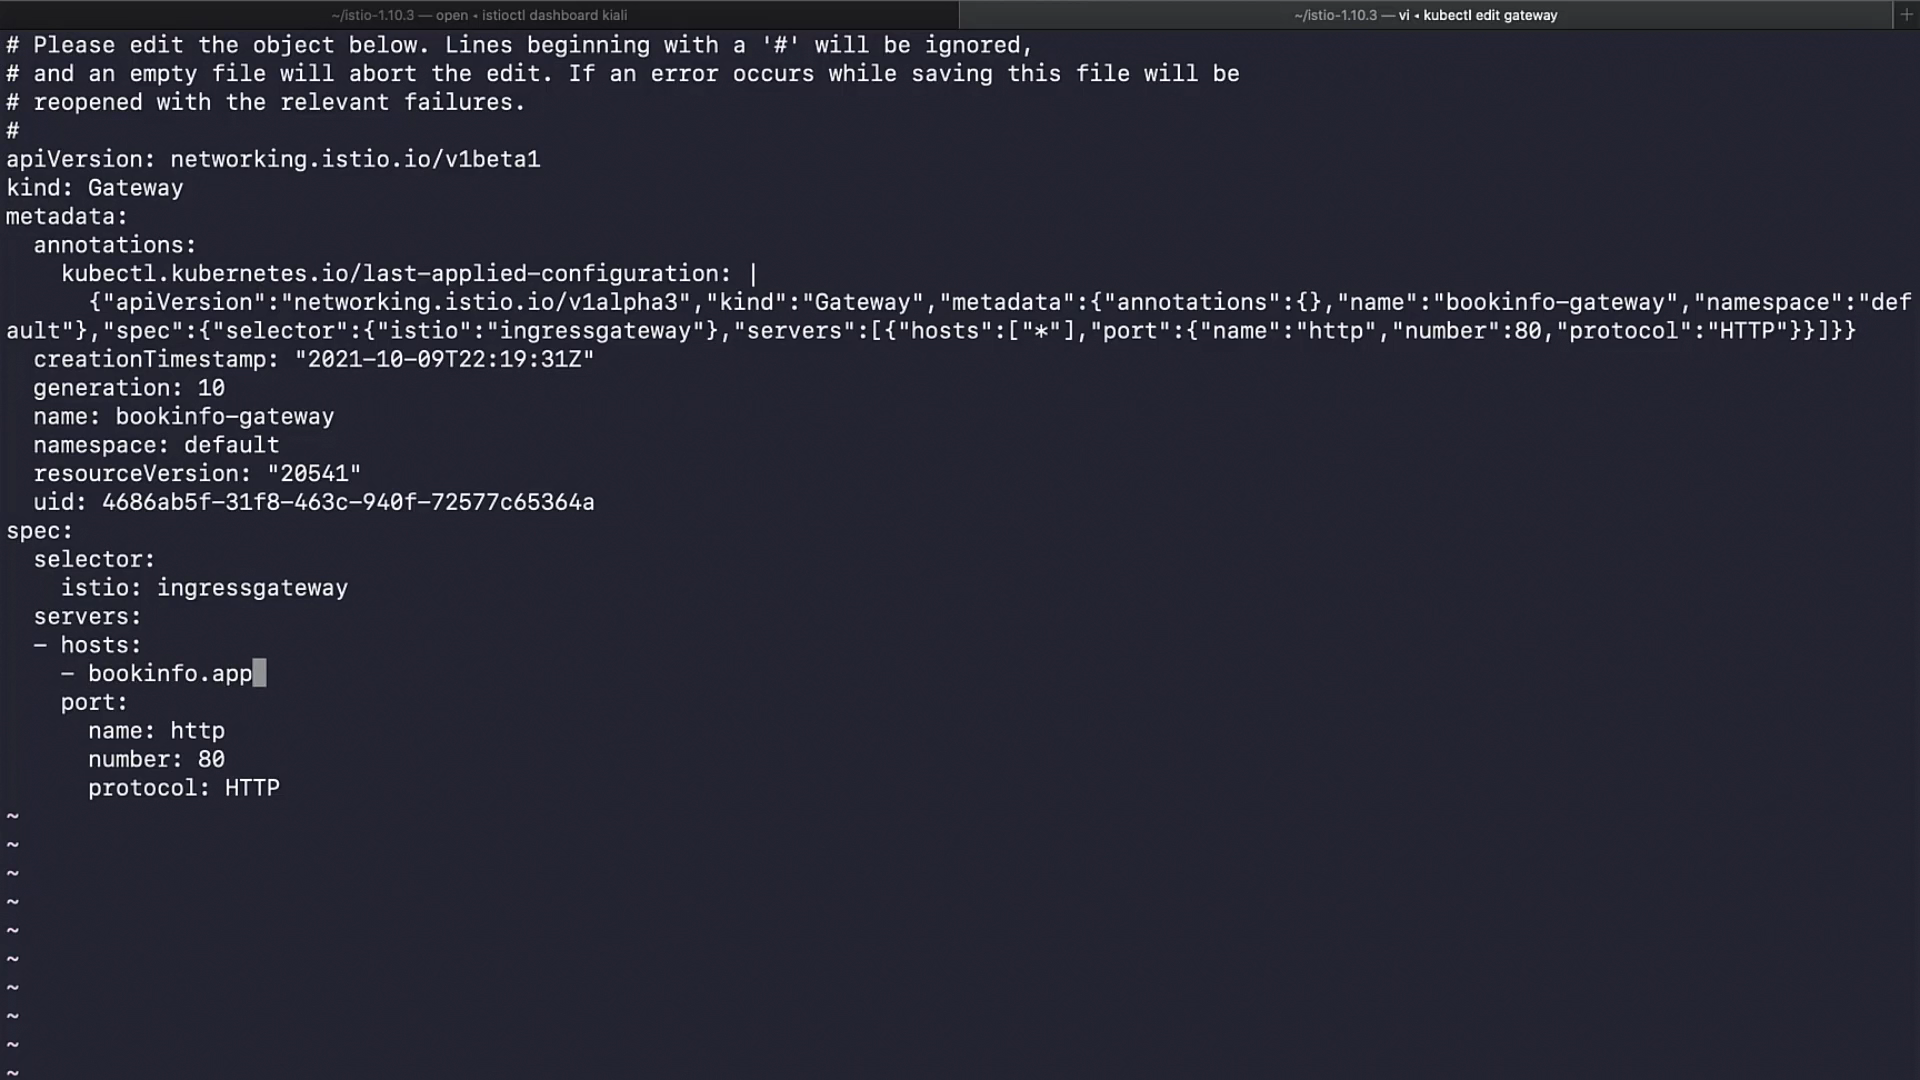 ~/istio-1.10.3 — open ◂ istioctl dashboard kiali
~/istio-1.10.3 — vi ◂ kubectl edit gateway
+
# Please edit the object below. Lines beginning with a '#' will be ignored,
# and an empty file will abort the edit. If an error occurs while saving this file will be
# reopened with the relevant failures.
#
apiVersion: networking.istio.io/v1beta1
kind: Gateway
metadata:
  annotations:
    kubectl.kubernetes.io/last-applied-configuration: |
      {"apiVersion":"networking.istio.io/v1alpha3","kind":"Gateway","metadata":{"annotations":{},"name":"bookinfo-gateway","namespace":"def
ault"},"spec":{"selector":{"istio":"ingressgateway"},"servers":[{"hosts":["*"],"port":{"name":"http","number":80,"protocol":"HTTP"}}]}}
  creationTimestamp: "2021-10-09T22:19:31Z"
  generation: 10
  name: bookinfo-gateway
  namespace: default
  resourceVersion: "20541"
  uid: 4686ab5f-31f8-463c-940f-72577c65364a
spec:
  selector:
    istio: ingressgateway
  servers:
  - hosts:
    - bookinfo.app
    port:
      name: http
      number: 80
      protocol: HTTP
~
~
~
~
~
~
~
~
~
~